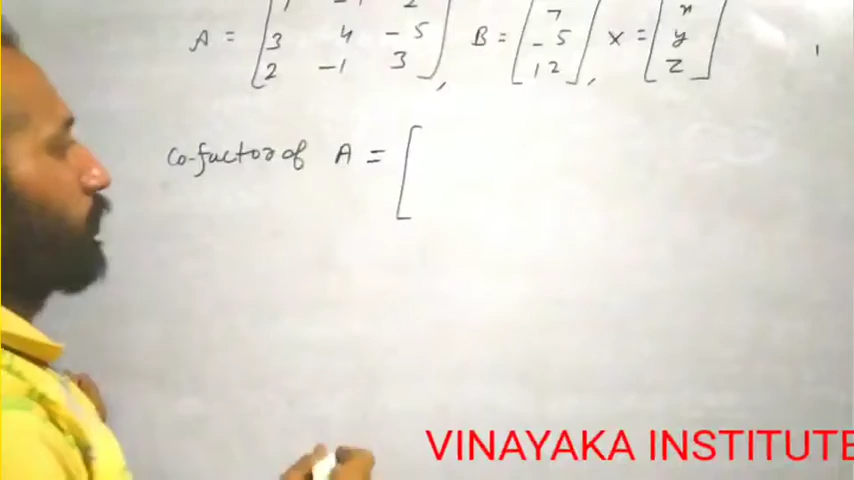 A = 3 4 -5 B = 7 -5 12, X = x y z
2 -1 3,
Co-factor of A = [
VINAYAKA INSTITUTE